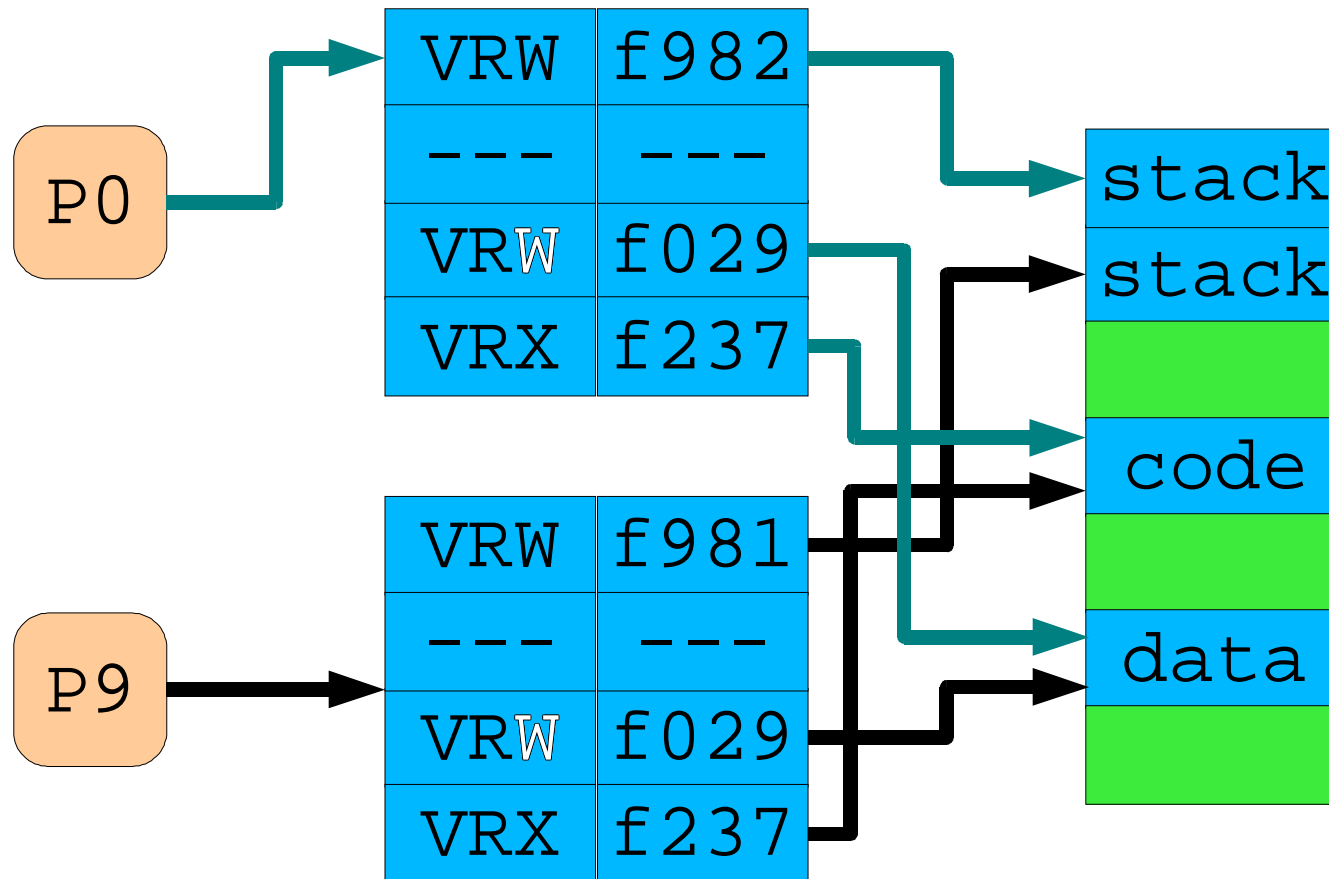 P0
VRW f982
--- ---
VRW f029
VRX f237
P9
VRW f981
--- ---
VRW f029
VRX f237
stack
stack
code
data